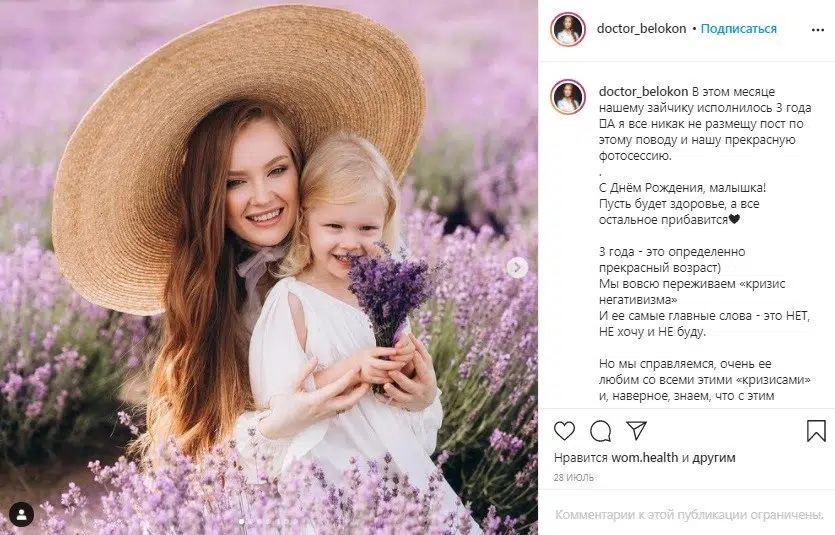 doctor_belokon • Подписаться
doctor_belokon В этом месяце
нашему зайчику исполнилось 3 года
А я все никак не размещу пост по
этому поводу и нашу прекрасную
фотосессию.
.
С Днём Рождения, малышка!
Пусть будет здоровье, а все
остальное прибавится🖤
3 года - это определенно
прекрасный возраст)
Мы вовсю переживаем «кризис
негативизма»
И ее самые главные слова - это НЕТ,
НЕ хочу и НЕ буду.
Но мы справляемся, очень ее
любим со всеми этими «кризисами»
и, наверное, знаем, что с этим
Нравится wom.health и другим
28 ИЮЛЬ
Комментарии к этой публикации ограничены.